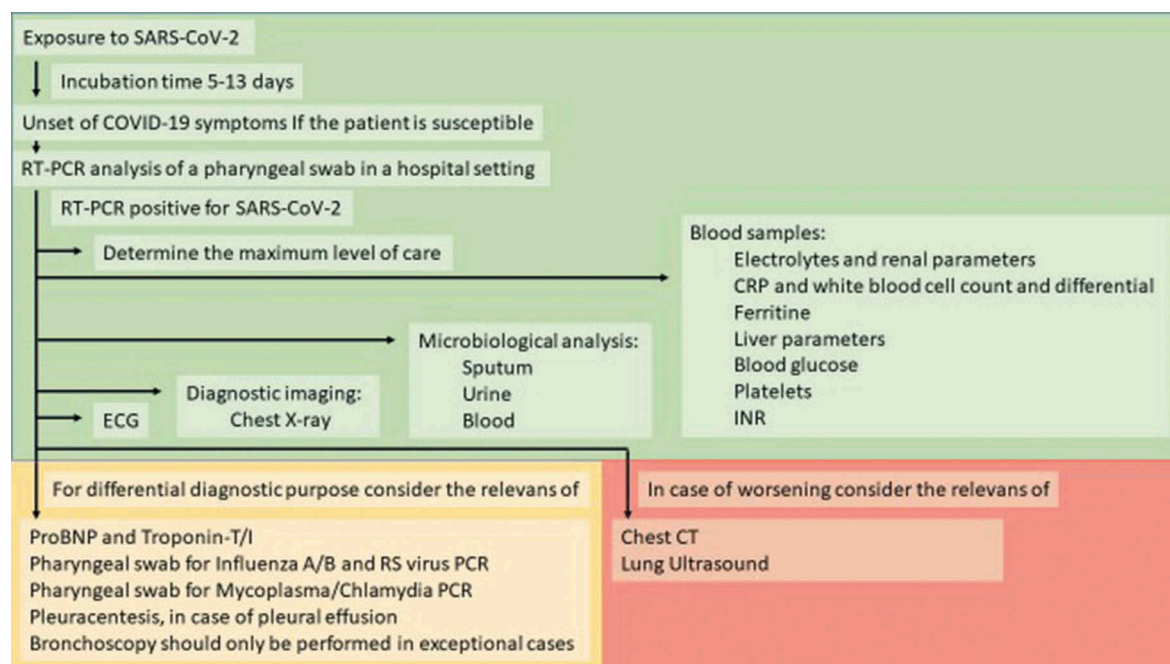 Exposure to SARS-CoV-2
Incubation time 5-13 days
Unset of COVID-19 symptoms If the patient is susceptible
RT-PCR analysis of a pharyngeal swab in a hospital setting
RT-PCR positive for SARS-CoV-2
Determine the maximum level of care
Blood samples:
Electrolytes and renal parameters
CRP and white blood cell count and differential
Ferritine
Liver parameters
Blood glucose
Platelets
INR
Microbiological analysis:
Sputum
Urine
Blood
Diagnostic imaging:
Chest X-ray
ECG
For differential diagnostic purpose consider the relevans of
ProBNP and Troponin-T/I
Pharyngeal swab for Influenza A/B and RS virus PCR
Pharyngeal swab for Mycoplasma/Chlamydia PCR
Pleuracentesis, in case of pleural effusion
Bronchoscopy should only be performed in exceptional cases
In case of worsening consider the relevans of
Chest CT
Lung Ultrasound